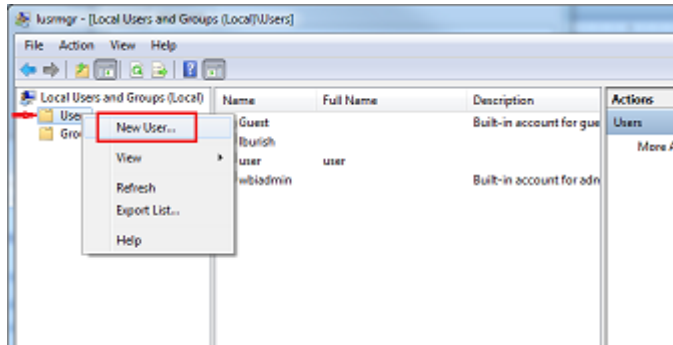 lusrmgr - [Local Users and Groups (Local)\Users]
File Action View Help
Local Users and Groups (Local)
Name Full Name Description Actions
Guest Built-in account for gue
Users
lburish
More A
user user
wbiadmin Built-in account for adn
New User...
View
Refresh
Export List...
Help